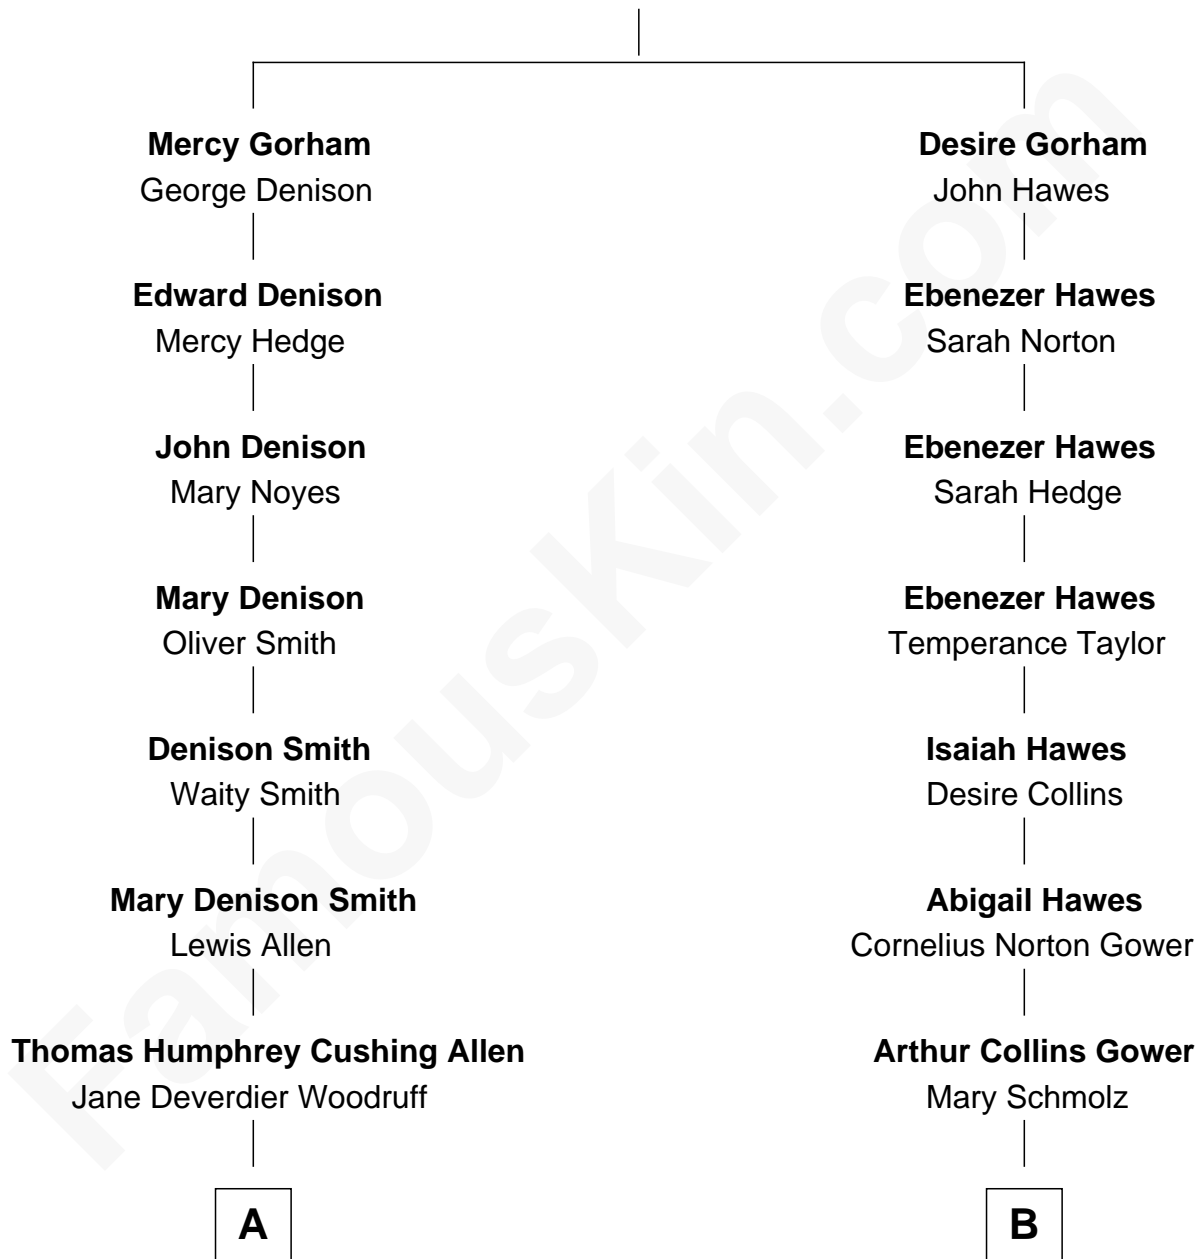 Mercy Gorham
George Denison
Desire Gorham
John Hawes
Edward Denison
Mercy Hedge
Ebenezer Hawes
Sarah Norton
John Denison
Mary Noyes
Ebenezer Hawes
Sarah Hedge
Mary Denison
Oliver Smith
Ebenezer Hawes
Temperance Taylor
Denison Smith
Waity Smith
Isaiah Hawes
Desire Collins
Mary Denison Smith
Lewis Allen
Abigail Hawes
Cornelius Norton Gower
Thomas Humphrey Cushing Allen
Jane Deverdier Woodruff
Arthur Collins Gower
Mary Schmolz
A
B
FamousKin.com